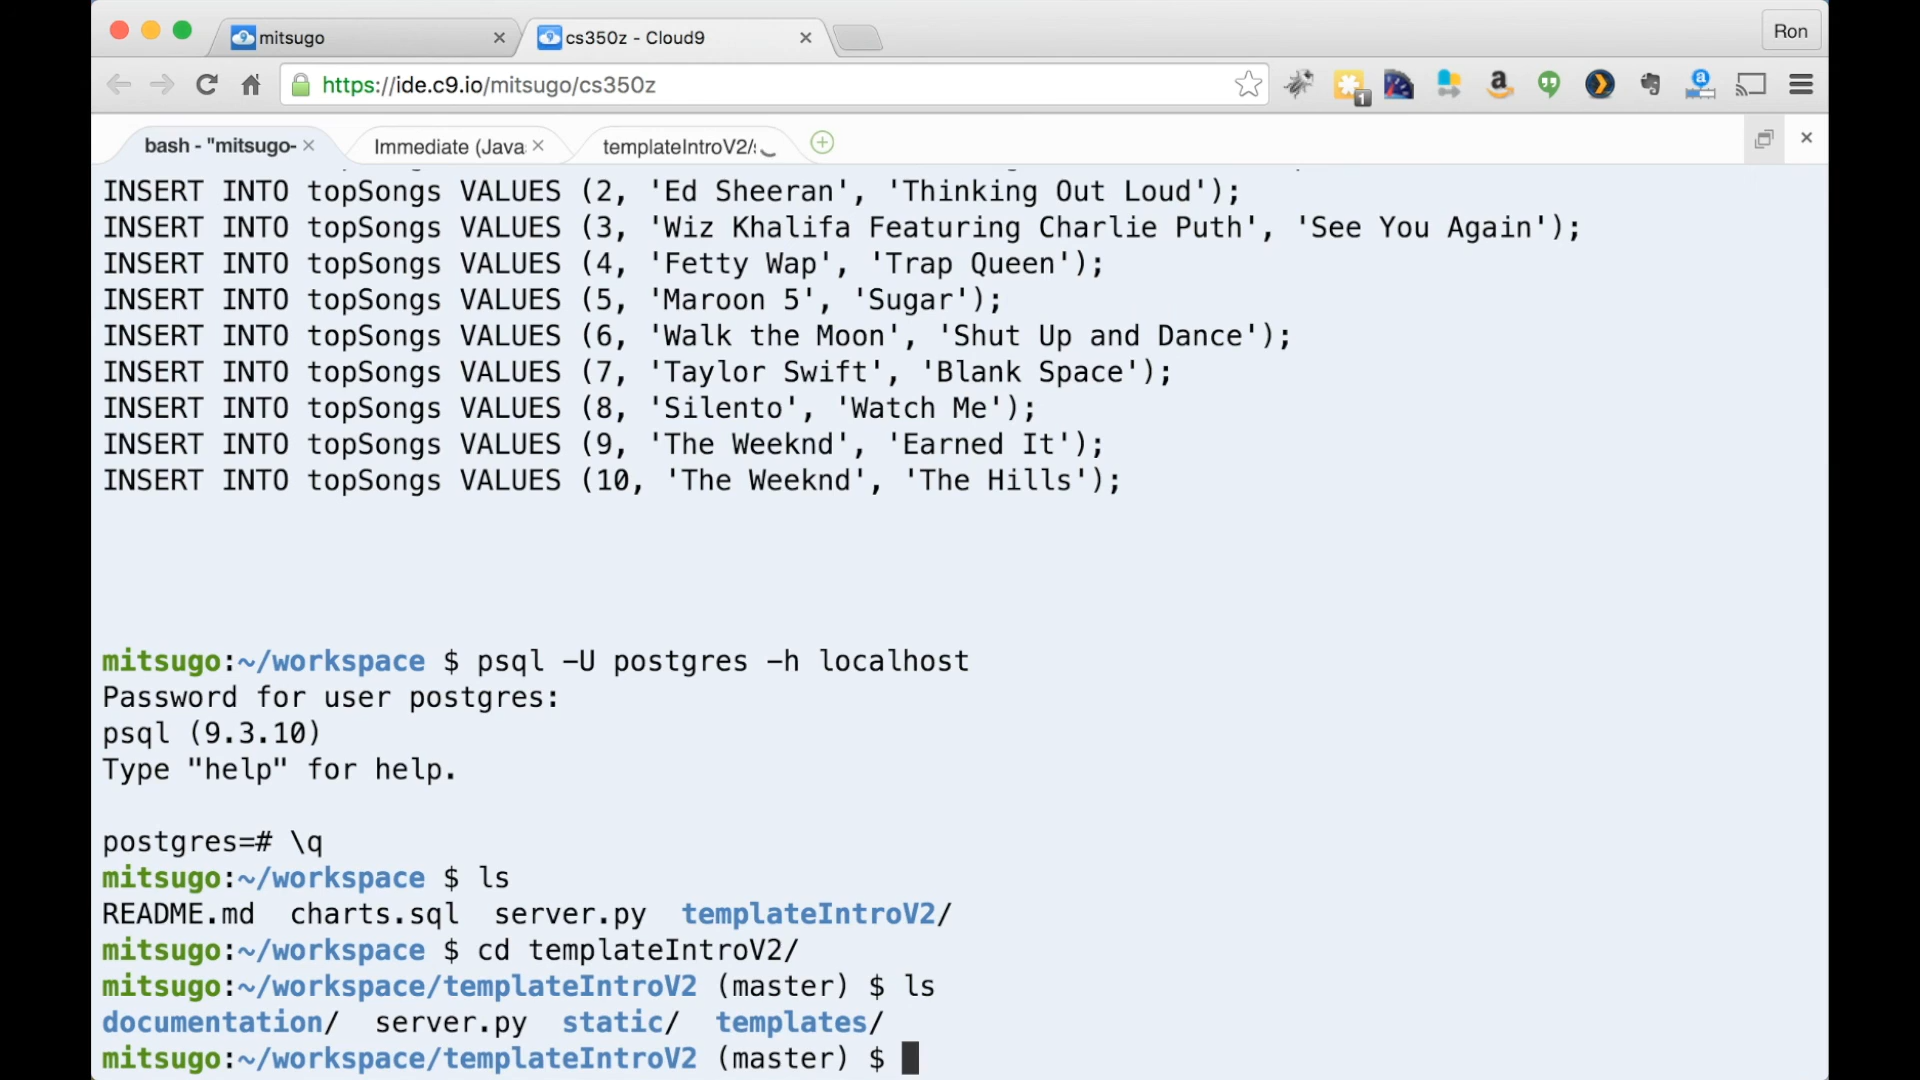 mitsugo
cs350z - Cloud9
Ron
https://ide.c9.io/mitsugo/cs350z
1
bash - "mitsugo-
Immediate (Java
templateIntroV2/
INSERT INTO topSongs VALUES (2, 'Ed Sheeran', 'Thinking Out Loud');
INSERT INTO topSongs VALUES (3, 'Wiz Khalifa Featuring Charlie Puth', 'See You Again');
INSERT INTO topSongs VALUES (4, 'Fetty Wap', 'Trap Queen');
INSERT INTO topSongs VALUES (5, 'Maroon 5', 'Sugar');
INSERT INTO topSongs VALUES (6, 'Walk the Moon', 'Shut Up and Dance');
INSERT INTO topSongs VALUES (7, 'Taylor Swift', 'Blank Space');
INSERT INTO topSongs VALUES (8, 'Silento', 'Watch Me');
INSERT INTO topSongs VALUES (9, 'The Weeknd', 'Earned It');
INSERT INTO topSongs VALUES (10, 'The Weeknd', 'The Hills');
mitsugo:~/workspace $ psql -U postgres -h localhost
Password for user postgres:
psql (9.3.10)
Type "help" for help.
postgres=# \q
mitsugo:~/workspace $ ls
README.md charts.sql server.py templateIntroV2/
mitsugo:~/workspace $ cd templateIntroV2/
mitsugo:~/workspace/templateIntroV2 (master) $ ls
documentation/ server.py static/ templates/
mitsugo:~/workspace/templateIntroV2 (master) $